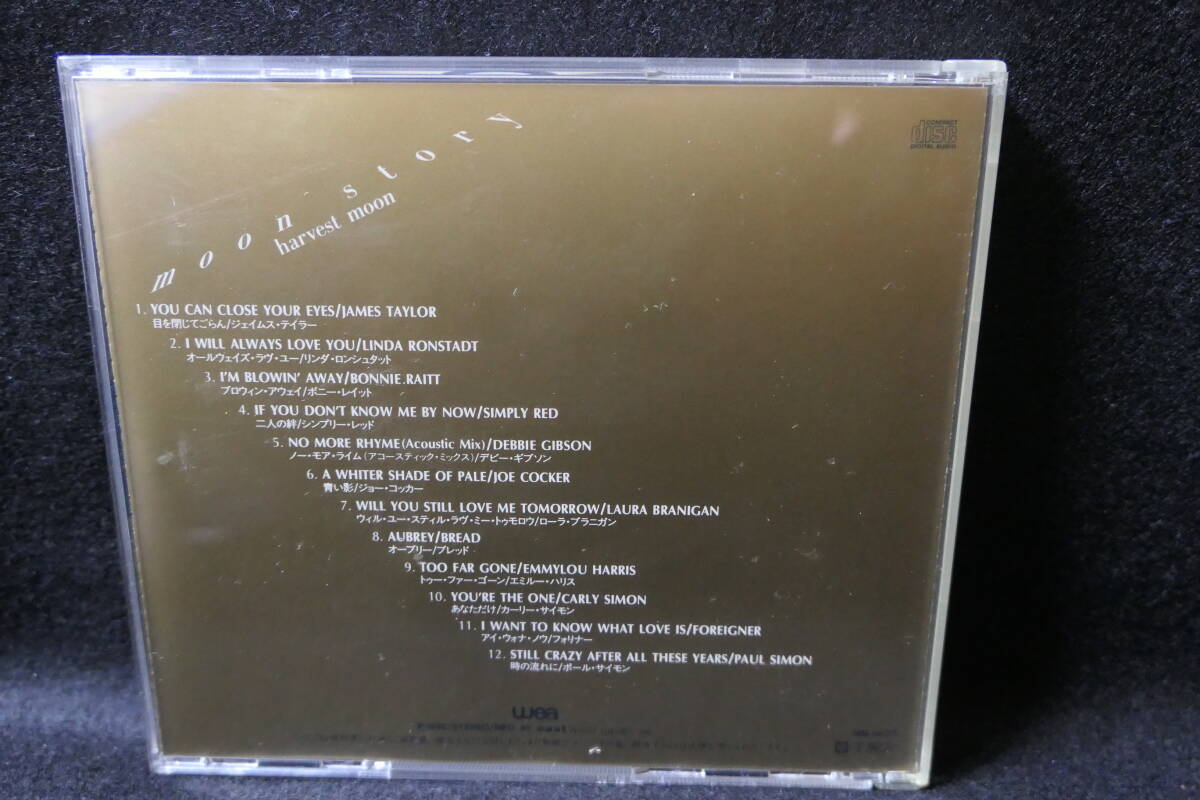 COMPACT
disc
DIGITAL AUDIO
moon story
harvest moon
1. YOU CAN CLOSE YOUR EYES/JAMES TAYLOR
目を閉じてごらん/ジェイムス・テイラー
2. I WILL ALWAYS LOVE YOU/LINDA RONSTADT
オールウェイズ・ラヴ・ユー/リンダ・ロンシュタット
3. I'M BLOWIN' AWAY/BONNIE RAITT
ブロウィン・アウェイ/ボニー・レイット
4. IF YOU DON'T KNOW ME BY NOW/SIMPLY RED
二人の絆/シンプリー・レッド
5. NO MORE RHYME(Acoustic Mix)/DEBBIE GIBSON
ノー・モア・ライム(アコースティック・ミックス)/デビー・ギブソン
6. A WHITER SHADE OF PALE/JOE COCKER
青い影/ジョー・コッカー
7. WILL YOU STILL LOVE ME TOMORROW/LAURA BRANIGAN
ウィル・ユー・スティル・ラヴ・ミー・トゥモロウ/ローラ・ブラニガン
8. AUBREY/BREAD
オーブリー/ブレッド
9. TOO FAR GONE/EMMYLOU HARRIS
トゥー・ファー・ゴーン/エミルー・ハリス
10. YOU'RE THE ONE/CARLY SIMON
あなただけ/カーリー・サイモン
11. I WANT TO KNOW WHAT LOVE IS/FOREIGNER
アイ・ウォナ・ノウ/フォリナー
12. STILL CRAZY AFTER ALL THESE YEARS/PAUL SIMON
時の流れに/ポール・サイモン
wea